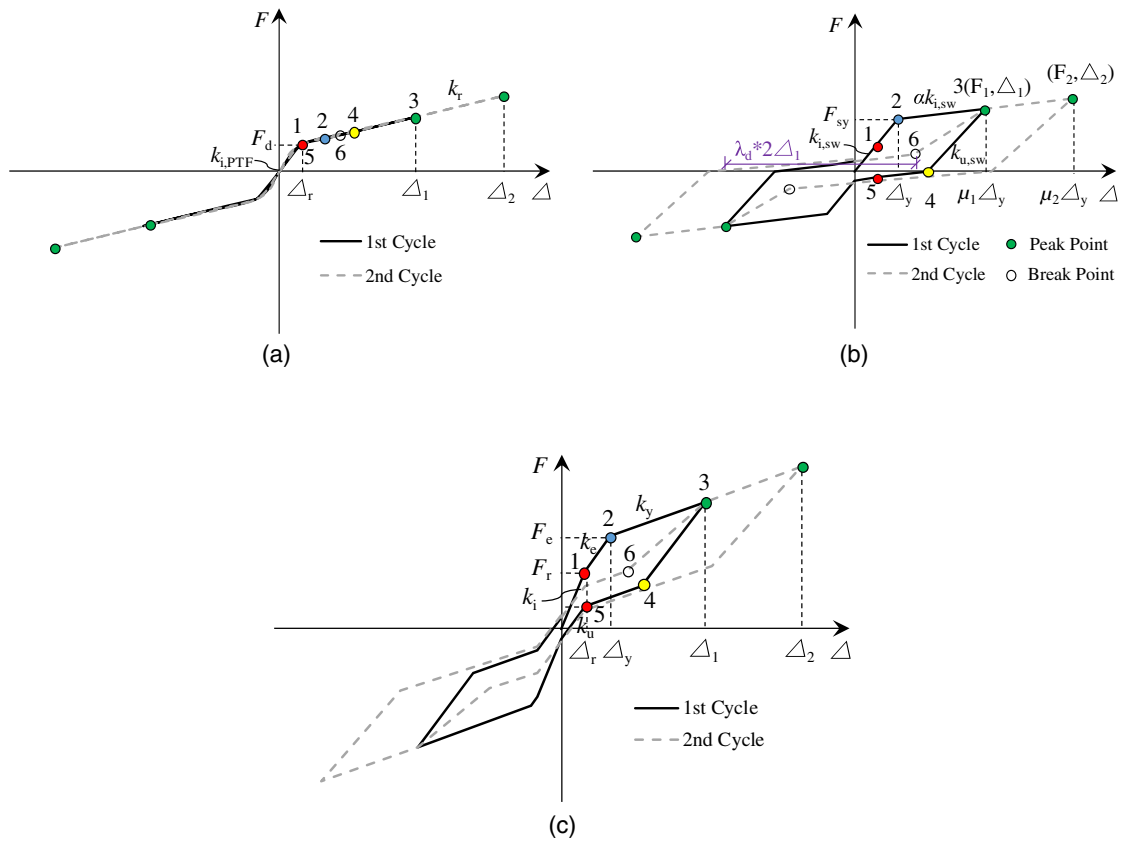 F
k_r
1 2 4 3
F_d
5 6
k_i,PTF
△_r △_1 △_2 △
1st Cycle
2nd Cycle
(a)
F
3(F_1,△_1) (F_2,△_2)
2 αk_i,sw
F_sy
k_i,sw 1
6 k_u,sw
λ_d*2△_1
5 △_y 4 μ_1△_y μ_2△_y △
1st Cycle Peak Point
2nd Cycle Break Point
(b)
F
3
k_y
2
F_e
k_e
1 6
F_r
k_i
4
5
k_u
△_r △_y △_1 △_2 △
1st Cycle
2nd Cycle
(c)